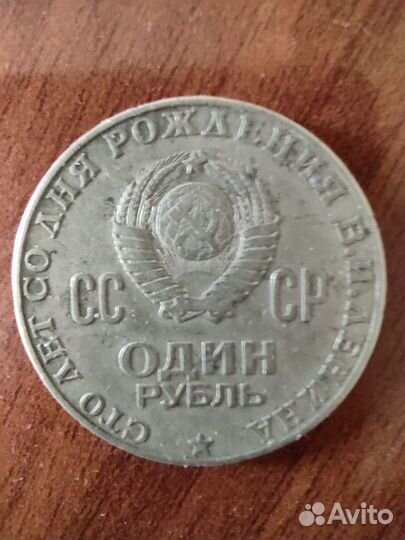 СТО ЛЕТ СО ДНЯ РОЖДЕНИЯ В.И.ЛЕНИНА
СС СР
ОДИН
РУБЛЬ
Avito